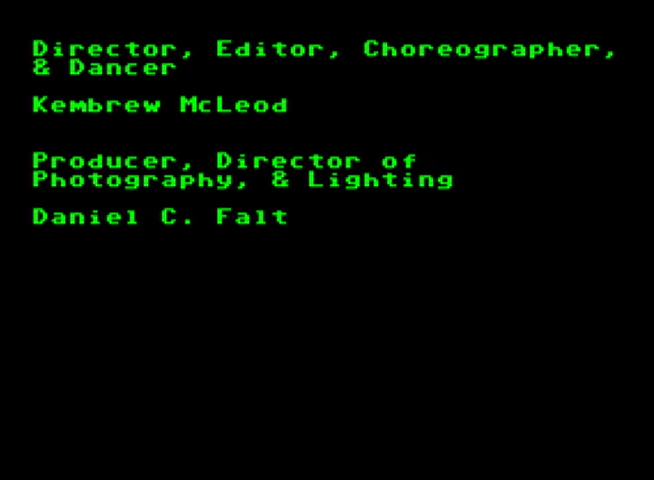 Director, Editor, Choreographer,
& Dancer
Kembrew McLeod
Producer, Director of
Photography, & Lighting
Daniel C. Falt